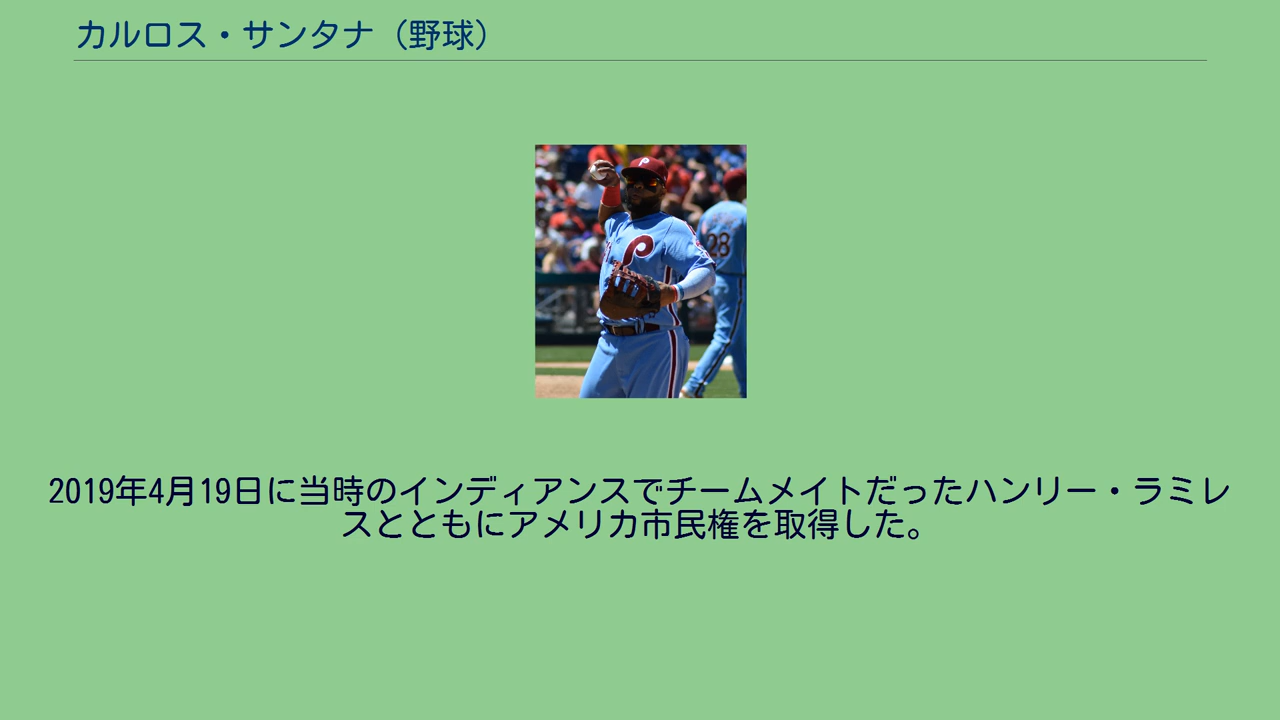 カルロス・サンタナ（野球）
P
P
28
2019年4月19日に当時のインディアンスでチームメイトだったハンリー・ラミレ
スとともにアメリカ市民権を取得した。